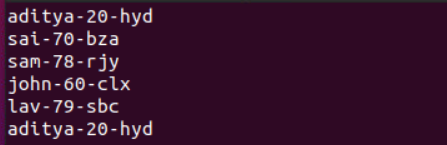 aditya-20-hyd
sai-70-bza
sam-78-rjy
john-60-clx
lav-79-sbc
aditya-20-hyd